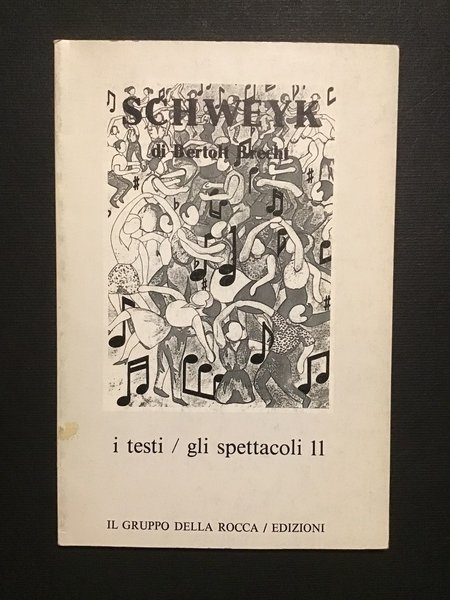 SCHWEYK
di Bertolt Brecht
i testi / gli spettacoli 11
IL GRUPPO DELLA ROCCA / EDIZIONI